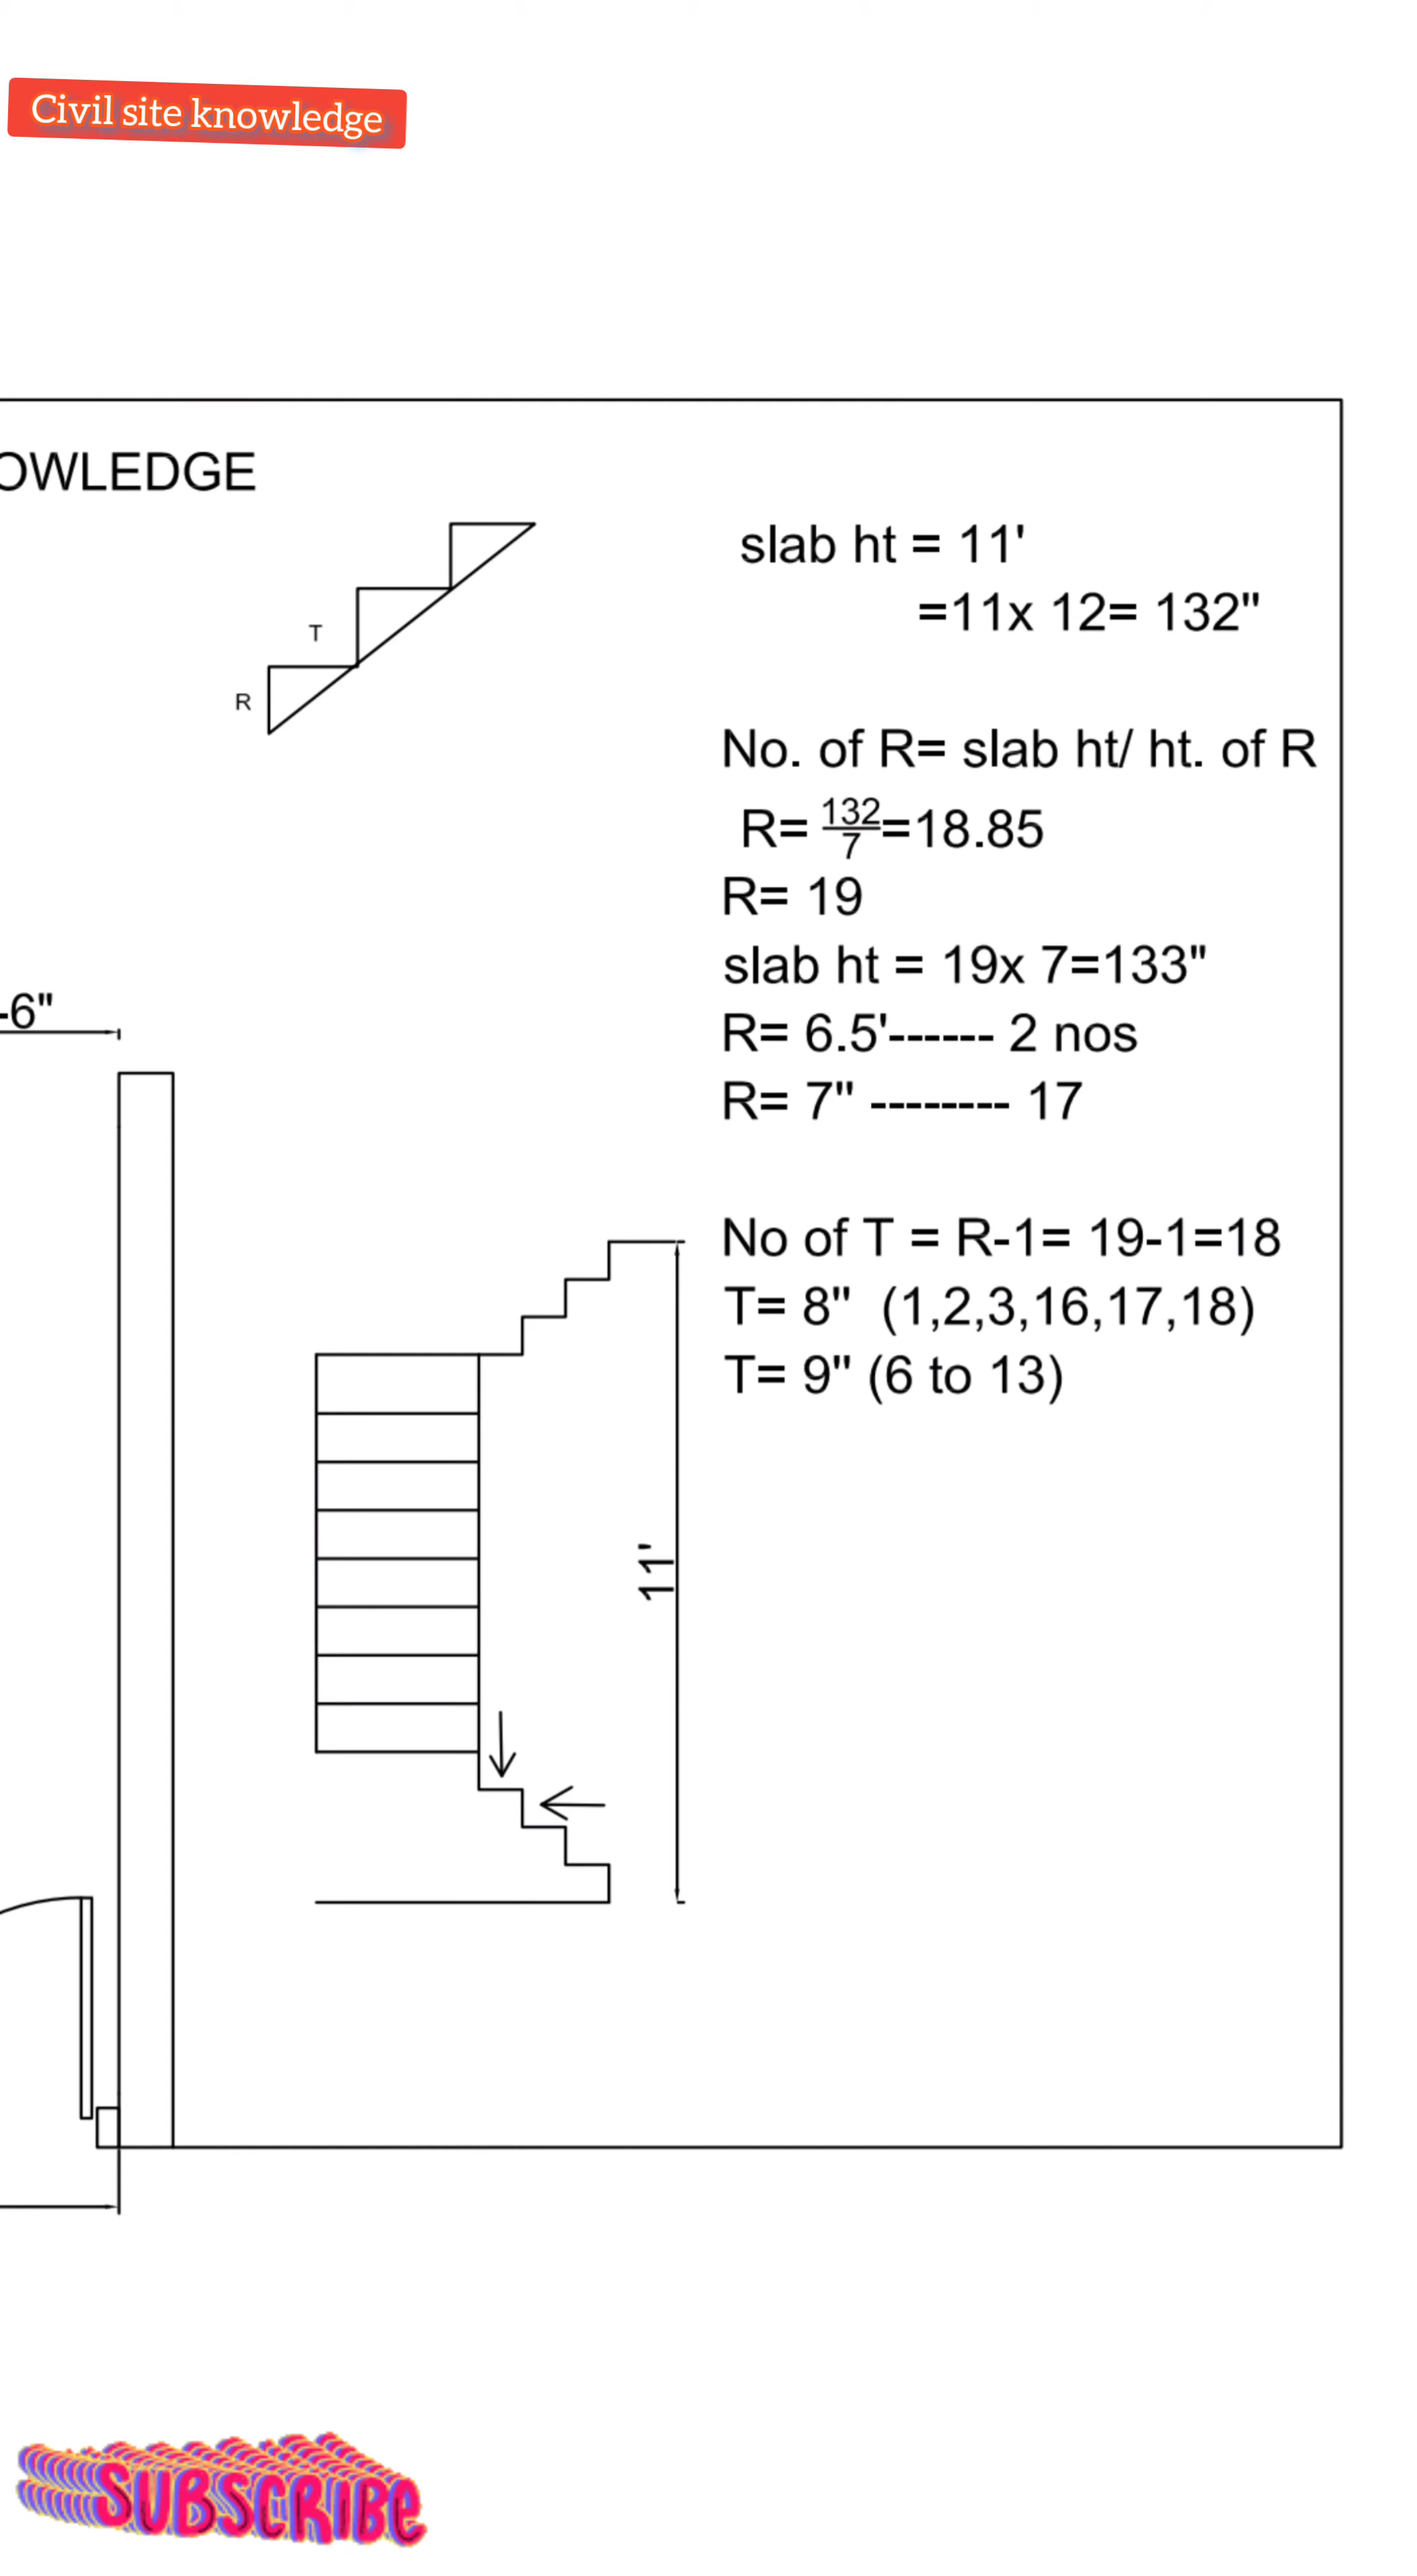 Civil site knowledge
OWLEDGE
T
R
slab ht = 11'
=11x 12= 132"
No. of R= slab ht/ ht. of R
R= 132/7=18.85
R= 19
slab ht = 19x 7=133"
R= 6.5'------ 2 nos
R= 7" -------- 17
-6"
No of T = R-1= 19-1=18
T= 8" (1,2,3,16,17,18)
T= 9" (6 to 13)
11'
SUBSCRIBe